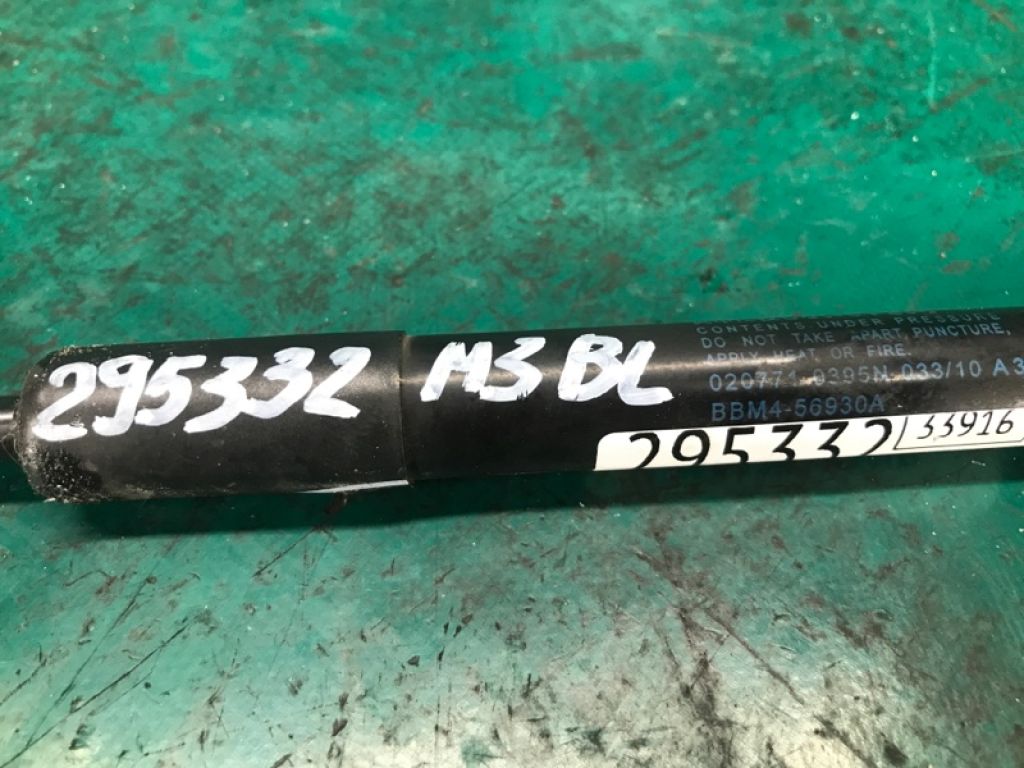 295332 M3 BL
CONTENTS UNDER PRESSURE
DO NOT TAKE APART PUNCTURE,
APPLY HEAT OR FIRE.
020771 0395N 033/10 A3
BBM4-56930A
295332 33916